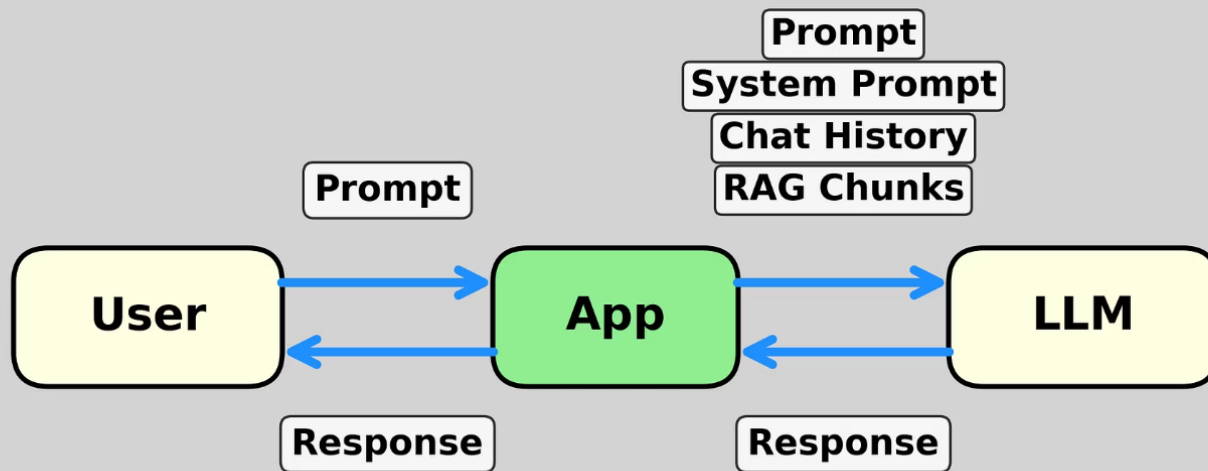 Prompt
System Prompt
Chat History
RAG Chunks
Prompt
User
App
LLM
Response
Response